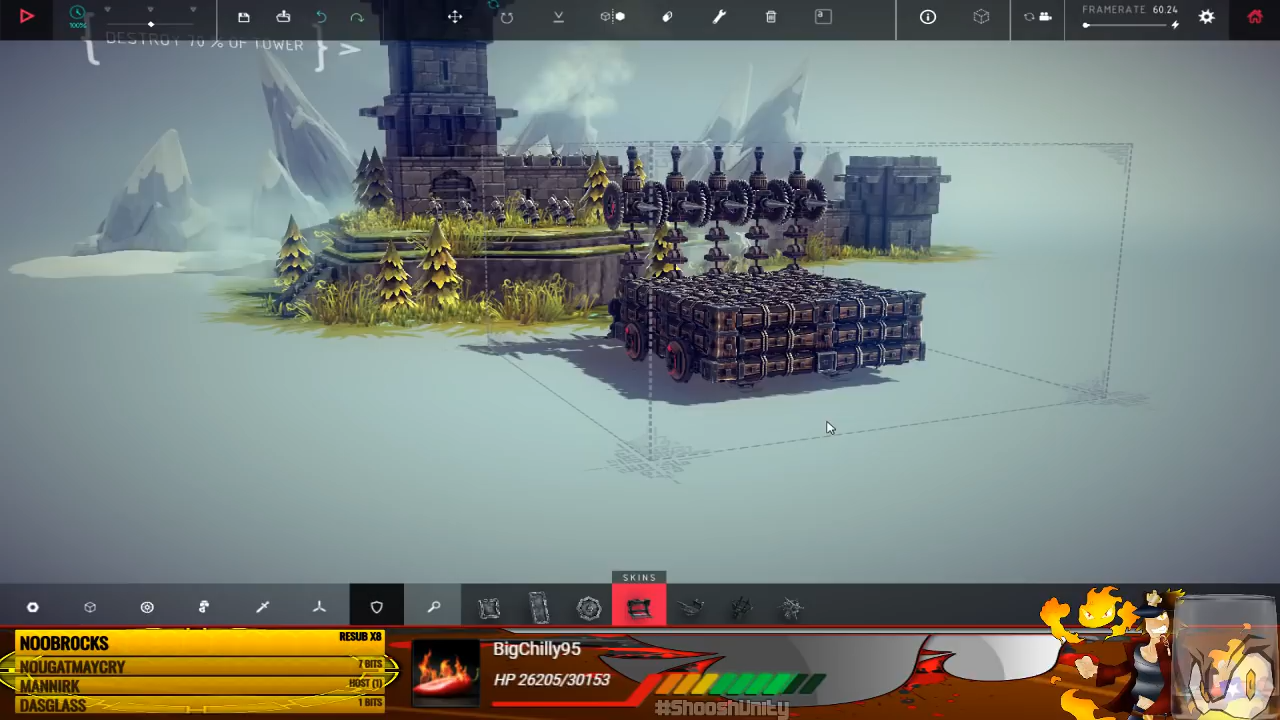 100%
FRAMERATE 60.24
{ DESTROY 70 % OF TOWER } >
SKINS
NOOBROCKS RESUB X8
NOUGATMAYCRY 7 BITS
MANNIRK HOST (1)
DASGLASS 1 BITS
BigChilly95
HP 26205/30153
#ShooshUnity